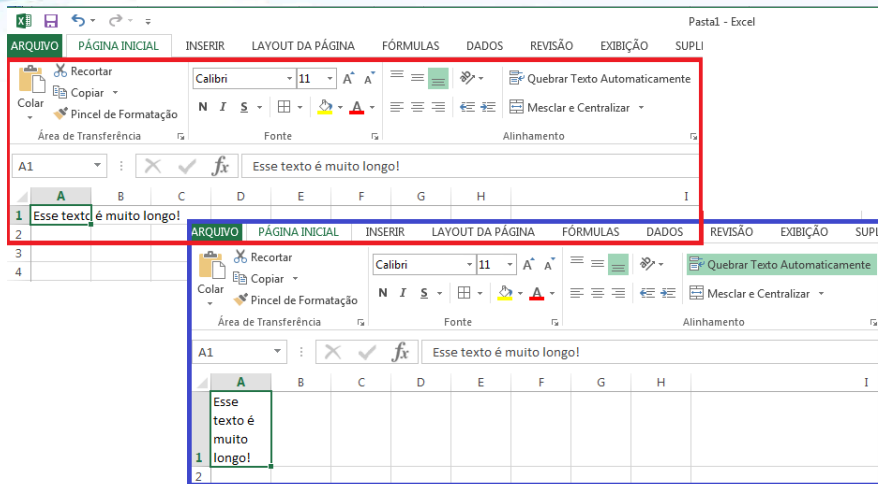 Pasta1 - Excel
ARQUIVO PÁGINA INICIAL INSERIR LAYOUT DA PÁGINA FÓRMULAS DADOS REVISÃO EXIBIÇÃO SUPLI
Recortar
Copiar
Pincel de Formatação
Colar
Área de Transferência
Calibri 11 A A
N I S A
Fonte
Quebrar Texto Automaticamente
Mesclar e Centralizar
Alinhamento
A1 fx Esse texto é muito longo!
A B C D E F G H I
1 Esse texto é muito longo!
2
3
4
ARQUIVO PÁGINA INICIAL INSERIR LAYOUT DA PÁGINA FÓRMULAS DADOS REVISÃO EXIBIÇÃO SUPL
Recortar
Copiar
Pincel de Formatação
Colar
Área de Transferência
Calibri 11 A A
N I S A
Fonte
Quebrar Texto Automaticamente
Mesclar e Centralizar
Alinhamento
A1 fx Esse texto é muito longo!
A B C D E F G H I
Esse
texto é
muito
1 longo!
2